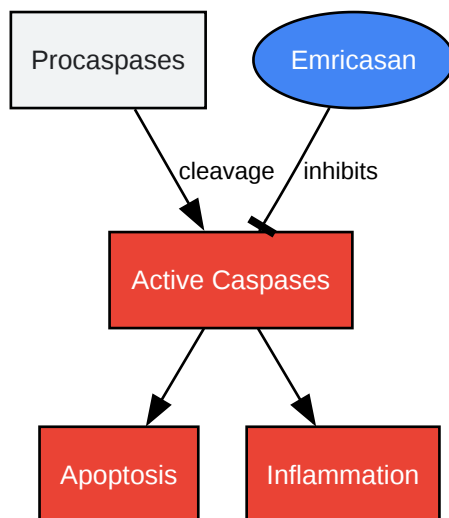 Procaspases
Emricasan
cleavage
inhibits
Active Caspases
Apoptosis
Inflammation